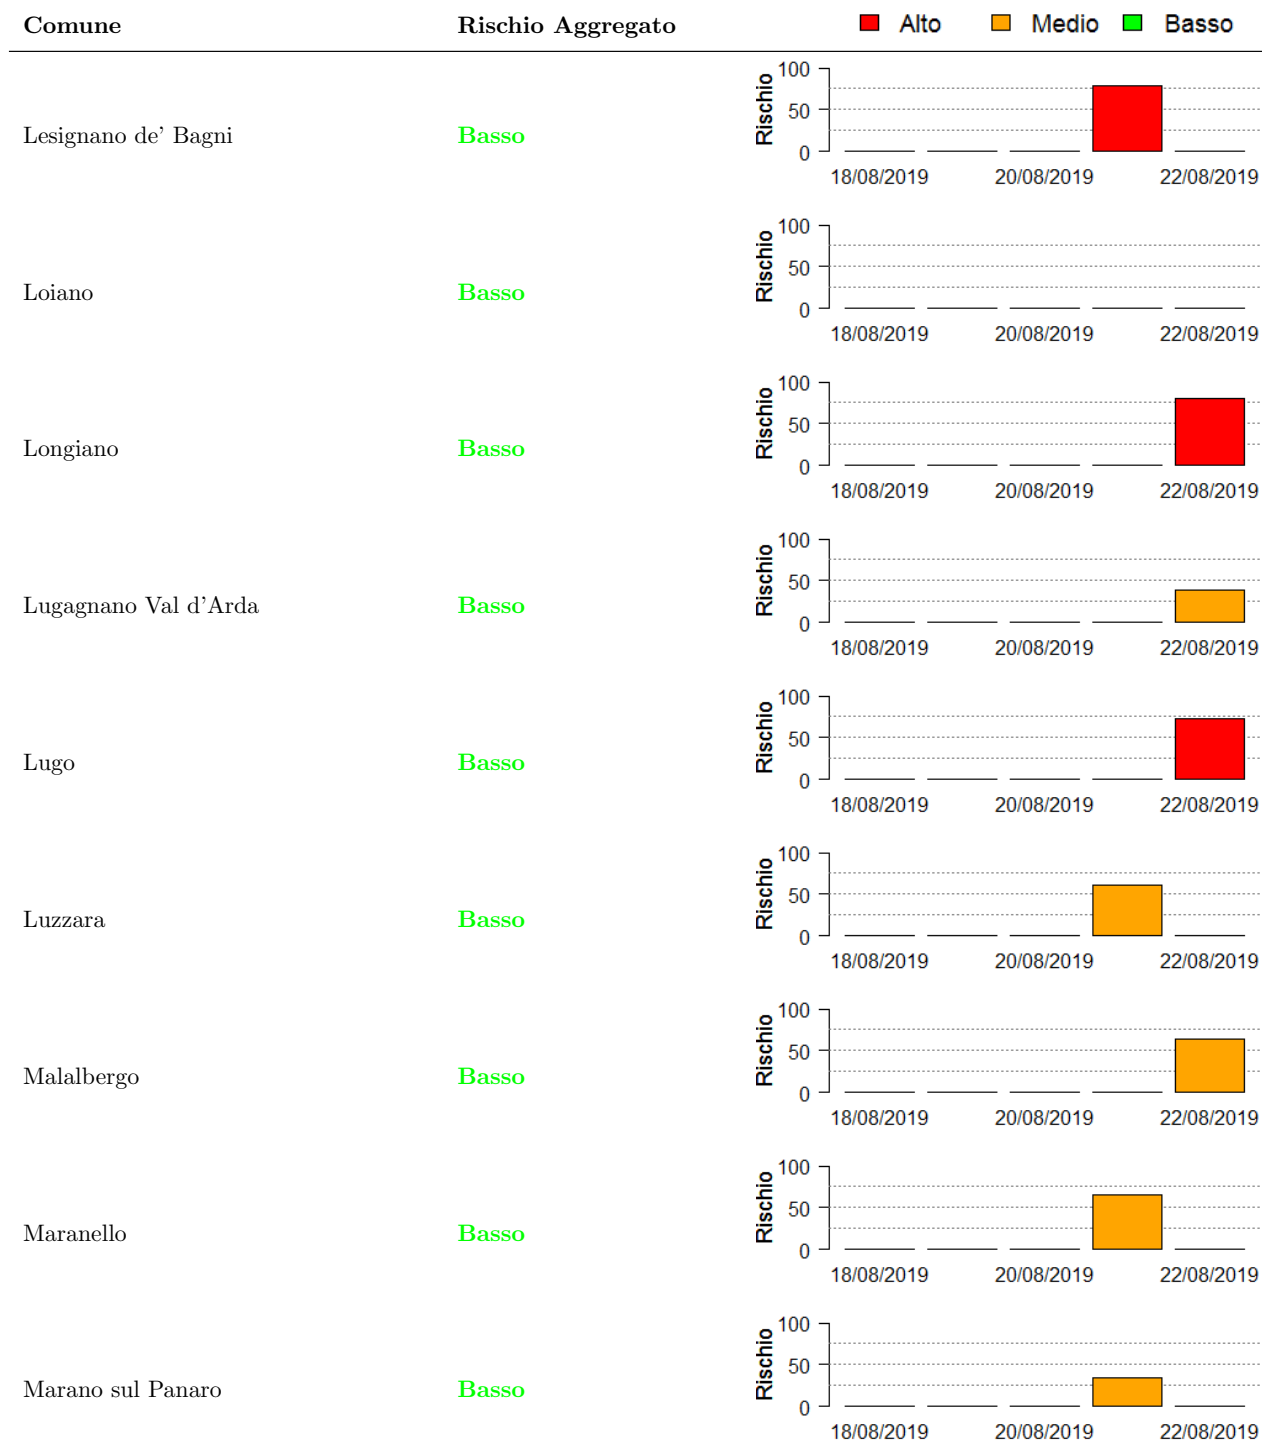 Comune Rischio Aggregato Alto Medio Basso
100
50
0
Rischio
Lesignano de' Bagni Basso
18/08/2019 20/08/2019 22/08/2019
100
50
0
Rischio
Loiano Basso
18/08/2019 20/08/2019 22/08/2019
100
50
0
Rischio
Longiano Basso
18/08/2019 20/08/2019 22/08/2019
100
50
0
Rischio
Lugagnano Val d'Arda Basso
18/08/2019 20/08/2019 22/08/2019
100
50
0
Rischio
Lugo Basso
18/08/2019 20/08/2019 22/08/2019
100
50
0
Rischio
Luzzara Basso
18/08/2019 20/08/2019 22/08/2019
100
50
0
Rischio
Malalbergo Basso
18/08/2019 20/08/2019 22/08/2019
100
50
0
Rischio
Maranello Basso
18/08/2019 20/08/2019 22/08/2019
100
50
0
Rischio
Marano sul Panaro Basso
18/08/2019 20/08/2019 22/08/2019